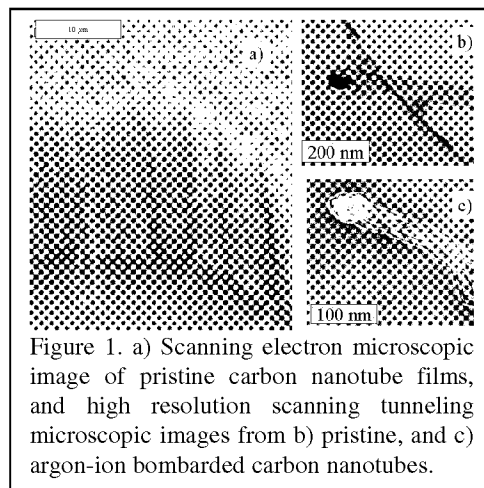 10 µm
a)
b)
200 nm
c)
100 nm
Figure 1. a) Scanning electron microscopic
image of pristine carbon nanotube films,
and high resolution scanning tunneling
microscopic images from b) pristine, and c)
argon-ion bombarded carbon nanotubes.